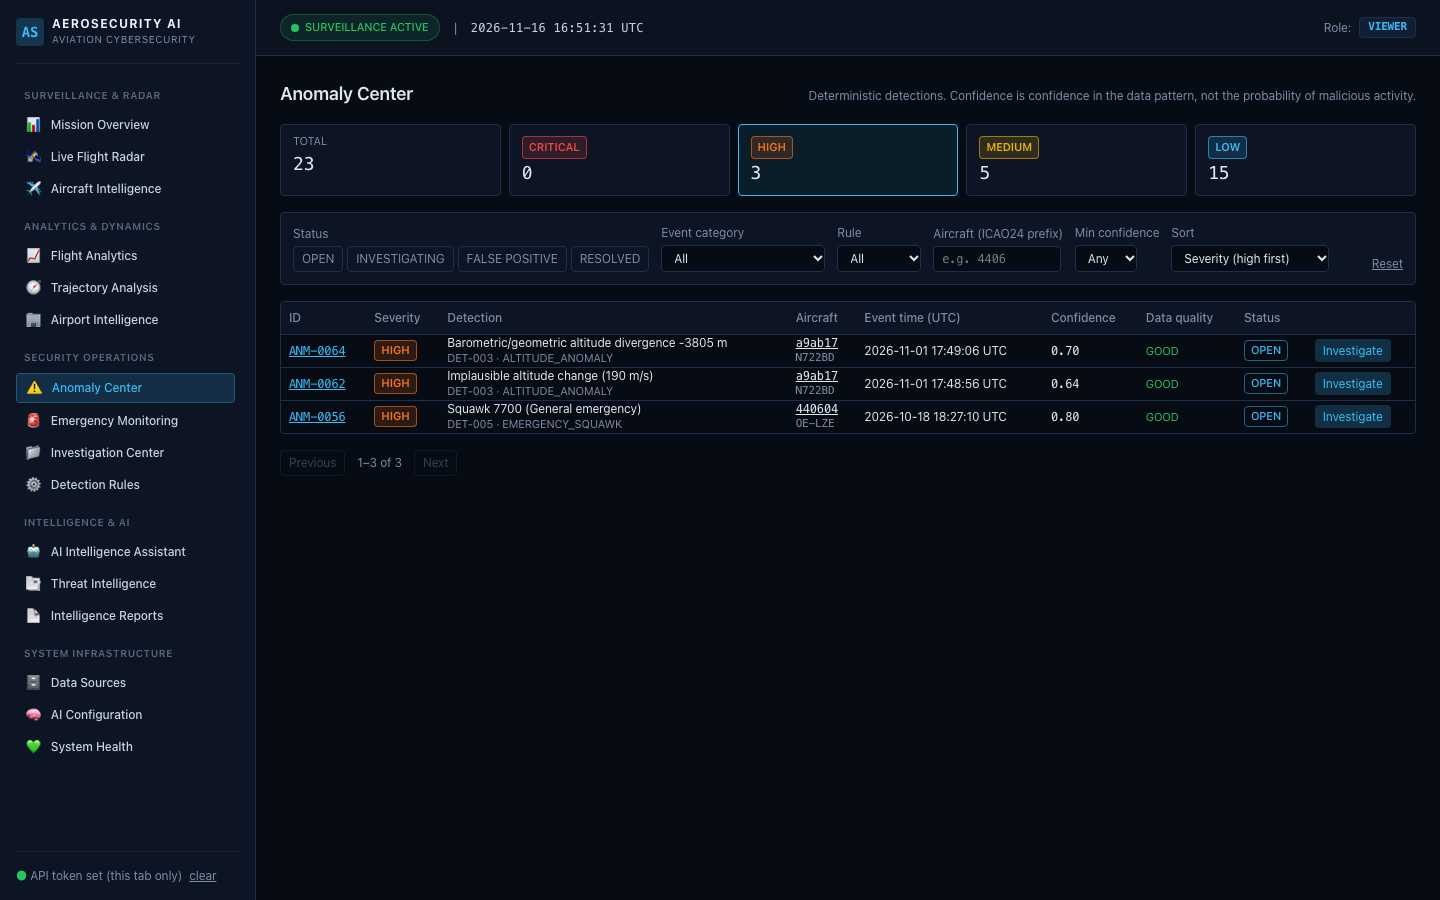 AS
AEROSECURITY AI
AVIATION CYBERSECURITY
SURVEILLANCE & RADAR
Mission Overview
Live Flight Radar
Aircraft Intelligence
ANALYTICS & DYNAMICS
Flight Analytics
Trajectory Analysis
Airport Intelligence
SECURITY OPERATIONS
Anomaly Center
Emergency Monitoring
Investigation Center
Detection Rules
INTELLIGENCE & AI
AI Intelligence Assistant
Threat Intelligence
Intelligence Reports
SYSTEM INFRASTRUCTURE
Data Sources
AI Configuration
System Health
API token set (this tab only) clear
SURVEILLANCE ACTIVE | 2026-11-16 16:51:31 UTC
Role: VIEWER
Anomaly Center
Deterministic detections. Confidence is confidence in the data pattern, not the probability of malicious activity.
TOTAL
23
CRITICAL
0
HIGH
3
MEDIUM
5
LOW
15
Status
OPEN INVESTIGATING FALSE POSITIVE RESOLVED
Event category
All
Rule
All
Aircraft (ICAO24 prefix)
e.g. 4406
Min confidence
Any
Sort
Severity (high first)
Reset
ID Severity Detection Aircraft Event time (UTC) Confidence Data quality Status
ANM-0064 HIGH Barometric/geometric altitude divergence -3805 m a9ab17 2026-11-01 17:49:06 UTC 0.70 GOOD OPEN Investigate
DET-003 · ALTITUDE_ANOMALY N722BD
ANM-0062 HIGH Implausible altitude change (190 m/s) a9ab17 2026-11-01 17:48:56 UTC 0.64 GOOD OPEN Investigate
DET-003 · ALTITUDE_ANOMALY N722BD
ANM-0056 HIGH Squawk 7700 (General emergency) 440604 2026-10-18 18:27:10 UTC 0.80 GOOD OPEN Investigate
DET-005 · EMERGENCY_SQUAWK OE-LZE
Previous 1–3 of 3 Next